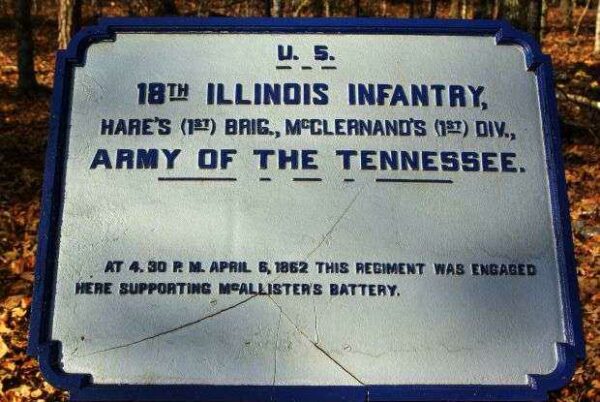 U. S.
18TH ILLINOIS INFANTRY,
HARE'S (1ST) BRIG., McCLERNAND'S (1ST) DIV.,
ARMY OF THE TENNESSEE.
AT 4.30 P. M. APRIL 6, 1862 THIS REGIMENT WAS ENGAGED
HERE SUPPORTING McALLISTER'S BATTERY.